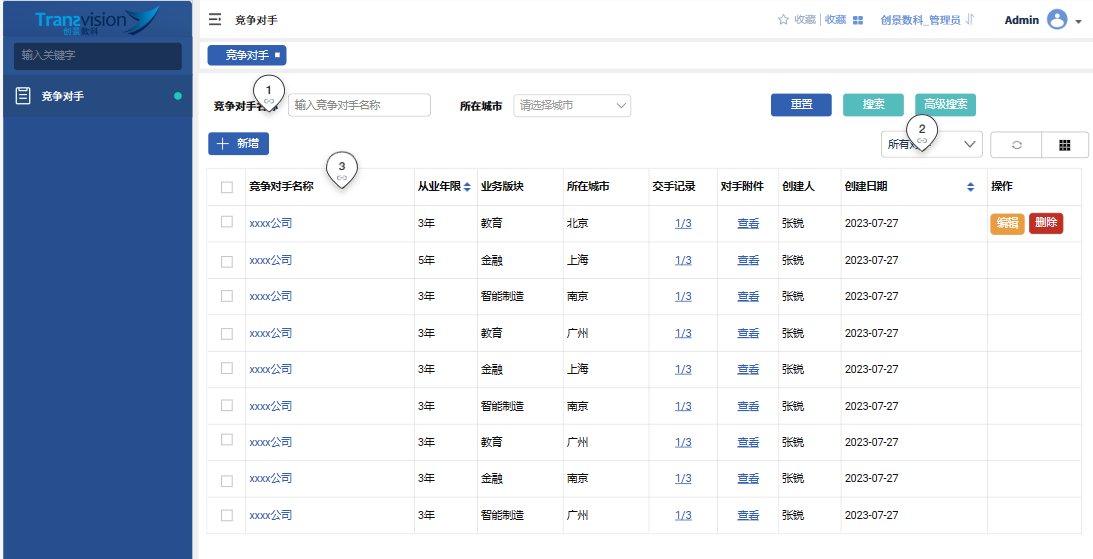 Tranzvision
创景数科
竞争对手
收藏 收藏 创景数科_管理员 Admin
输入关键字
竞争对手
竞争对手
竞争对手名称 输入竞争对手名称 所在城市 请选择城市 重置 搜索 高级搜索
1
新增 所有
2
3
竞争对手名称 从业年限 业务版块 所在城市 交手记录 对手附件 创建人 创建日期 操作
xxxx公司 3年 教育 北京 1/3 查看 张锐 2023-07-27 编辑 删除
xxxx公司 5年 金融 上海 1/3 查看 张锐 2023-07-27
xxxx公司 3年 智能制造 南京 1/3 查看 张锐 2023-07-27
xxxx公司 3年 教育 广州 1/3 查看 张锐 2023-07-27
xxxx公司 3年 金融 上海 1/3 查看 张锐 2023-07-27
xxxx公司 3年 智能制造 南京 1/3 查看 张锐 2023-07-27
xxxx公司 3年 教育 广州 1/3 查看 张锐 2023-07-27
xxxx公司 3年 金融 南京 1/3 查看 张锐 2023-07-27
xxxx公司 3年 智能制造 广州 1/3 查看 张锐 2023-07-27